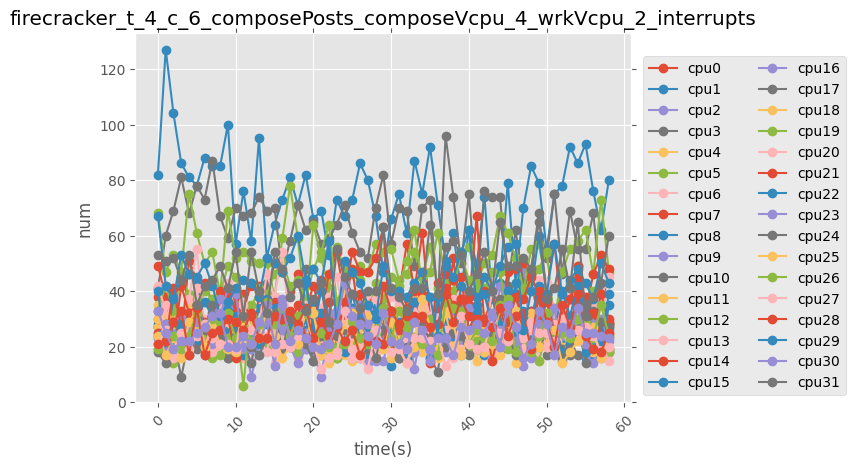 firecracker_t_4_c_6_composePosts_composeVcpu_4_wrkVcpu_2_interrupts
120
100
80
60
40
20
0
num
0
10
20
30
40
50
60
time(s)
cpu0
cpu1
cpu2
cpu3
cpu4
cpu5
cpu6
cpu7
cpu8
cpu9
cpu10
cpu11
cpu12
cpu13
cpu14
cpu15
cpu16
cpu17
cpu18
cpu19
cpu20
cpu21
cpu22
cpu23
cpu24
cpu25
cpu26
cpu27
cpu28
cpu29
cpu30
cpu31